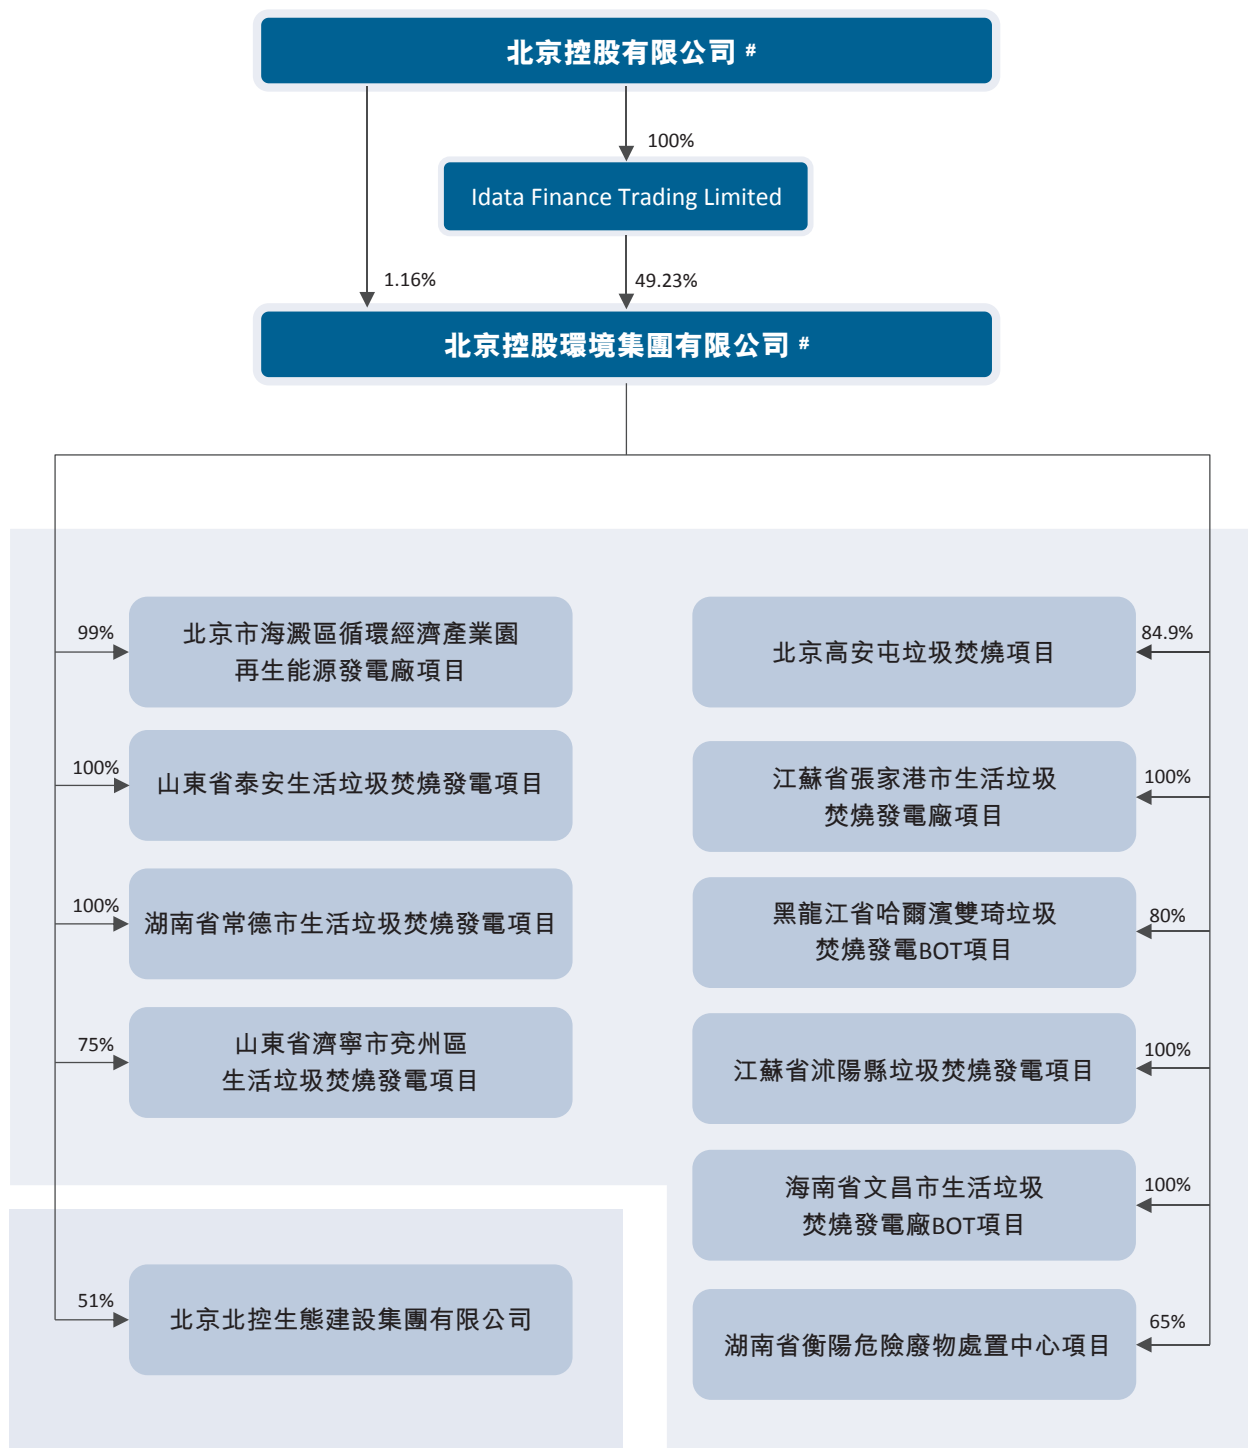 北京控股有限公司 #
100%
Idata Finance Trading Limited
1.16%
49.23%
北京控股環境集團有限公司 #
99%
北京市海澱區循環經濟產業園
再生能源發電廠項目
100%
山東省泰安生活垃圾焚燒發電項目
100%
湖南省常德市生活垃圾焚燒發電項目
75%
山東省濟寧市兗州區
生活垃圾焚燒發電項目
51%
北京北控生態建設集團有限公司
北京高安屯垃圾焚燒項目
84.9%
江蘇省張家港市生活垃圾
焚燒發電廠項目
100%
黑龍江省哈爾濱雙琦垃圾
焚燒發電BOT項目
80%
江蘇省沭陽縣垃圾焚燒發電項目
100%
海南省文昌市生活垃圾
焚燒發電廠BOT項目
100%
湖南省衡陽危險廢物處置中心項目
65%